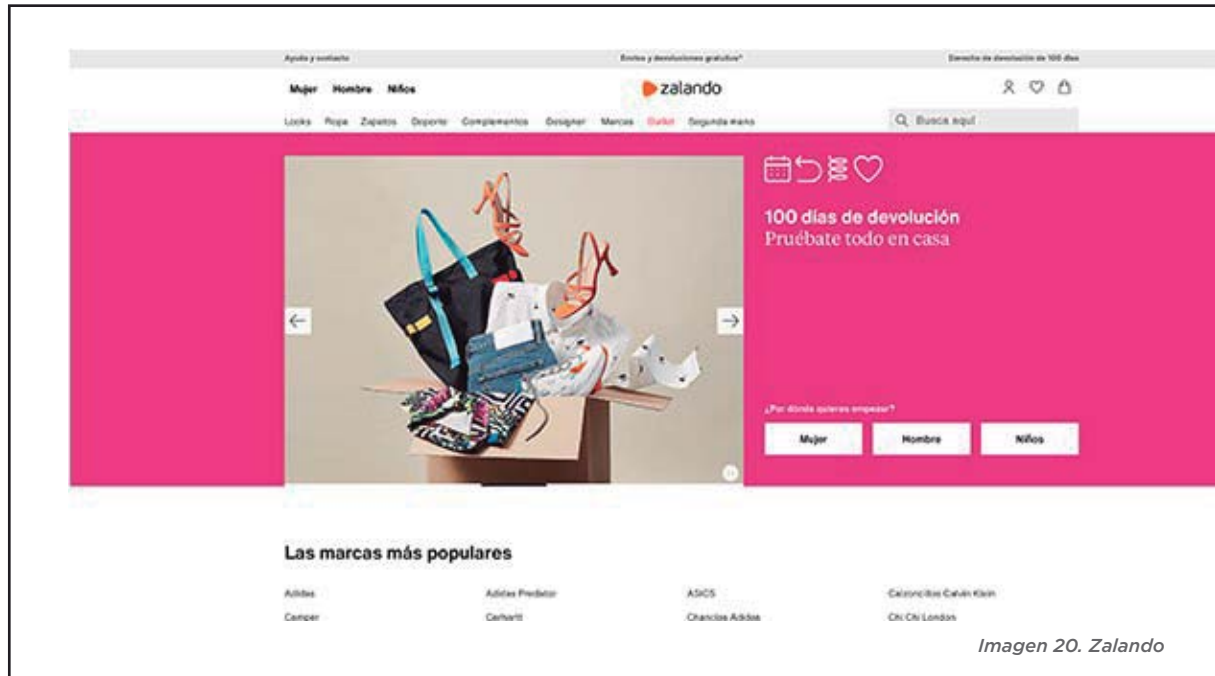 Ayuda y contacto Envíos y devoluciones gratuitos* Derecho de devolución de 100 días
Mujer Hombre Niños zalando
Looks Ropa Zapatos Deporte Complementos Designer Marcas Outlet Segunda mano Busca aquí
100 días de devolución
Pruébate todo en casa
¿Por dónde quieres empezar?
Mujer Hombre Niños
Las marcas más populares
Adidas Adidas Predator ASICS Calzoncillos Calvin Klein
Camper Carhartt Chanclas Adidas Chi Chi London
Imagen 20. Zalando